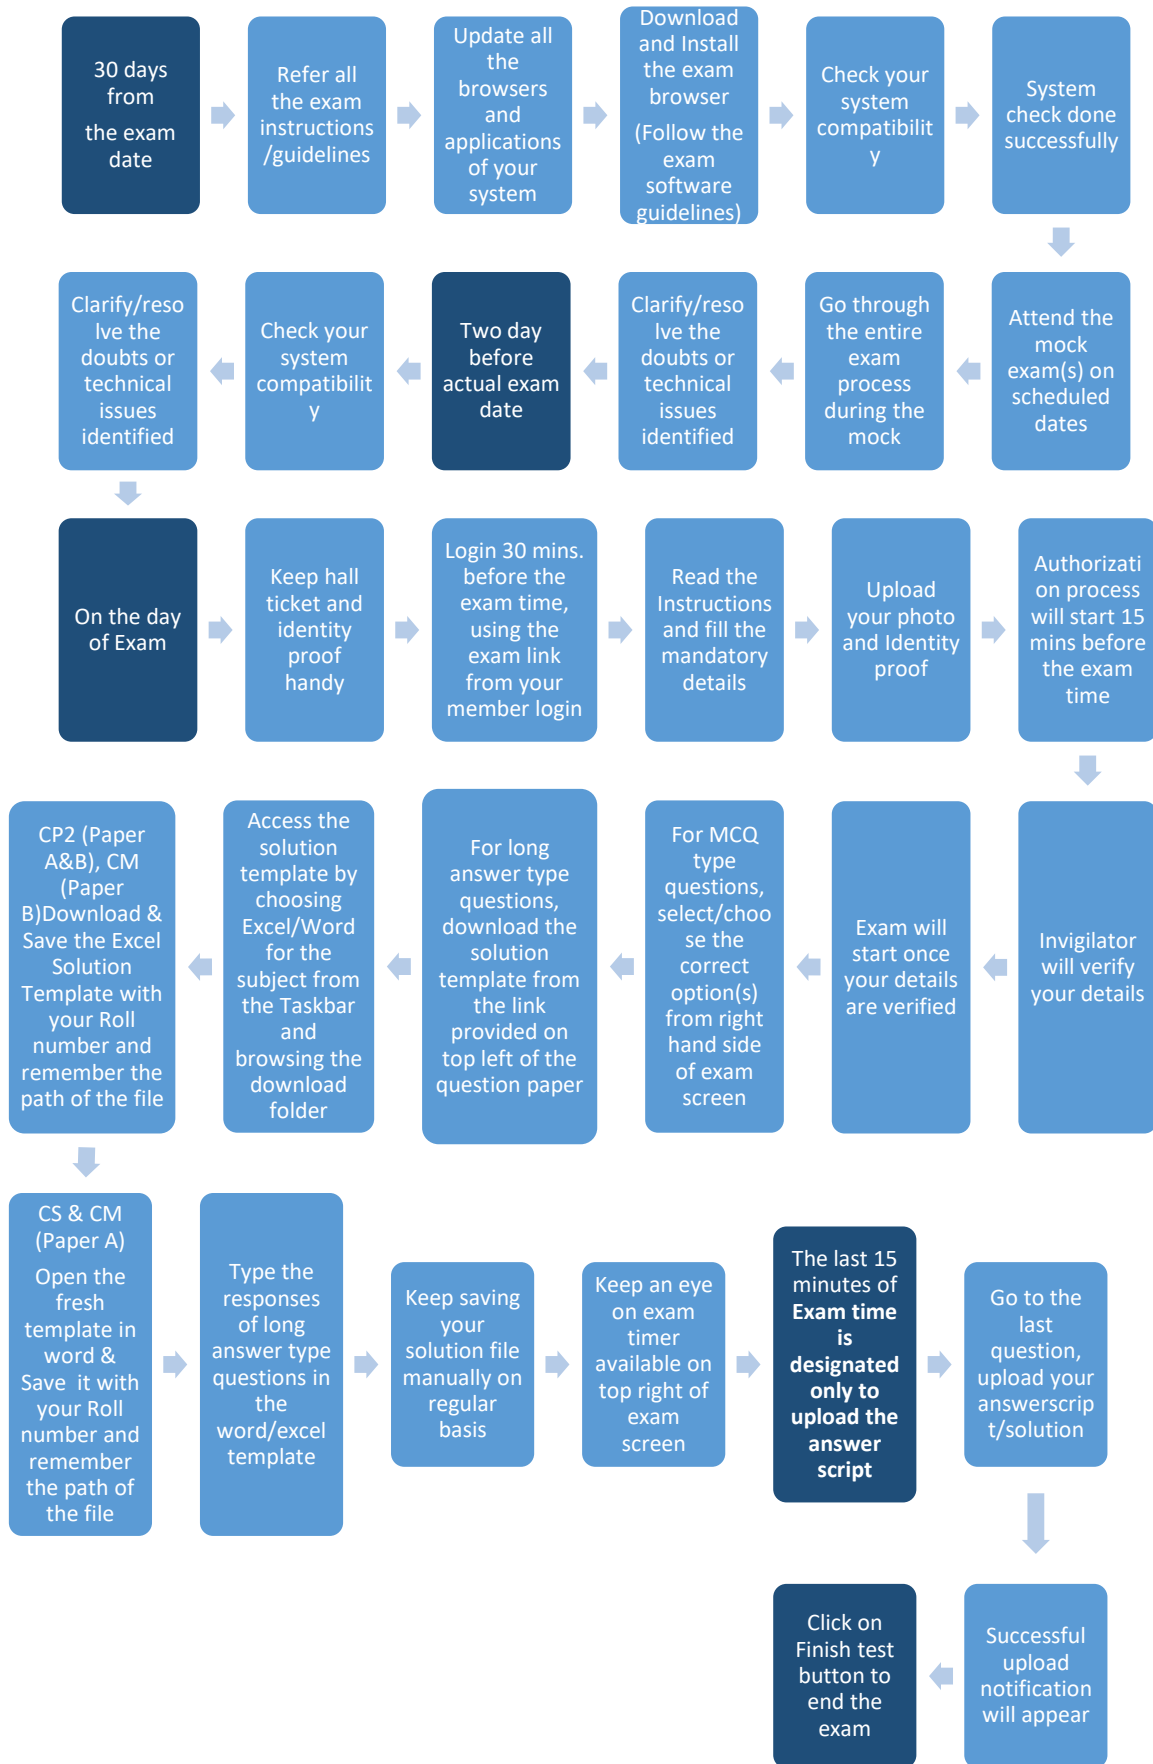 30 days
from
the exam
date
Refer all
the exam
instructions
/guidelines
Update all
the
browsers
and
applications
of your
system
Download
and Install
the exam
browser
(Follow the
exam
software
guidelines)
Check your
system
compatibilit
y
System
check done
successfully
Attend the
mock
exam(s) on
scheduled
dates
Go through
the entire
exam
process
during the
mock
Clarify/reso
lve the
doubts or
technical
issues
identified
Two day
before
actual exam
date
Check your
system
compatibilit
y
Clarify/reso
lve the
doubts or
technical
issues
identified
On the day
of Exam
Keep hall
ticket and
identity
proof
handy
Login 30 mins.
before the
exam time,
using the
exam link
from your
member login
Read the
Instructions
and fill the
mandatory
details
Upload
your photo
and Identity
proof
Authorizati
on process
will start 15
mins before
the exam
time
Invigilator
will verify
your details
Exam will
start once
your details
are verified
For MCQ
type
questions,
select/choo
se the
correct
option(s)
from right
hand side
of exam
screen
For long
answer type
questions,
download the
solution
template from
the link
provided on
top left of the
question paper
Access the
solution
template by
choosing
Excel/Word
for the
subject from
the Taskbar
and
browsing the
download
folder
CP2 (Paper
A&B), CM
(Paper
B)Download &
Save the Excel
Solution
Template with
your Roll
number and
remember the
path of the file
CS & CM
(Paper A)
Open the
fresh
template in
word &
Save it with
your Roll
number and
remember
the path of
the file
Type the
responses
of long
answer type
questions in
the
word/excel
template
Keep saving
your
solution file
manually on
regular
basis
Keep an eye
on exam
timer
available on
top right of
exam
screen
The last 15
minutes of
Exam time
is
designated
only to
upload the
answer
script
Go to the
last
question,
upload your
answerscrip
t/solution
Successful
upload
notification
will appear
Click on
Finish test
button to
end the
exam